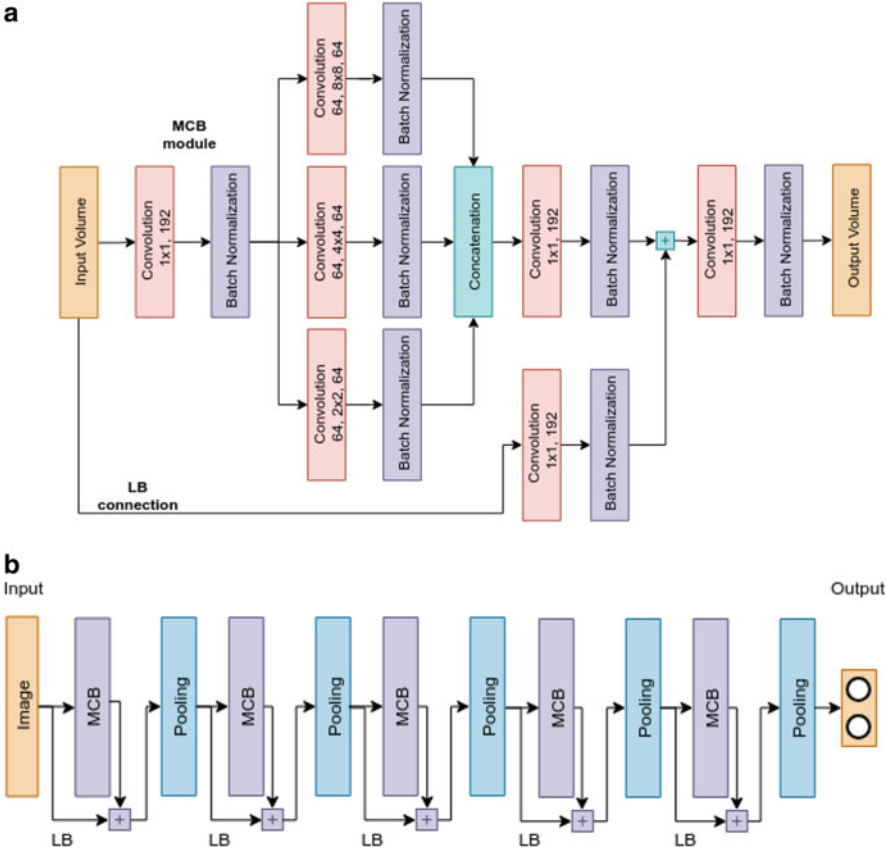 a
MCB
module
Input Volume
Convolution
1x1, 192
Batch Normalization
Convolution
64, 8x8, 64
Batch Normalization
Convolution
64, 4x4, 64
Batch Normalization
Convolution
64, 2x2, 64
Batch Normalization
Concatenation
Convolution
1x1, 192
Batch Normalization
+
Convolution
1x1, 192
Batch Normalization
Output Volume
LB
connection
Convolution
1x1, 192
Batch Normalization
b
Input
Output
Image
MCB
Pooling
MCB
Pooling
MCB
Pooling
MCB
Pooling
MCB
Pooling
+
+
+
+
+
LB
LB
LB
LB
LB